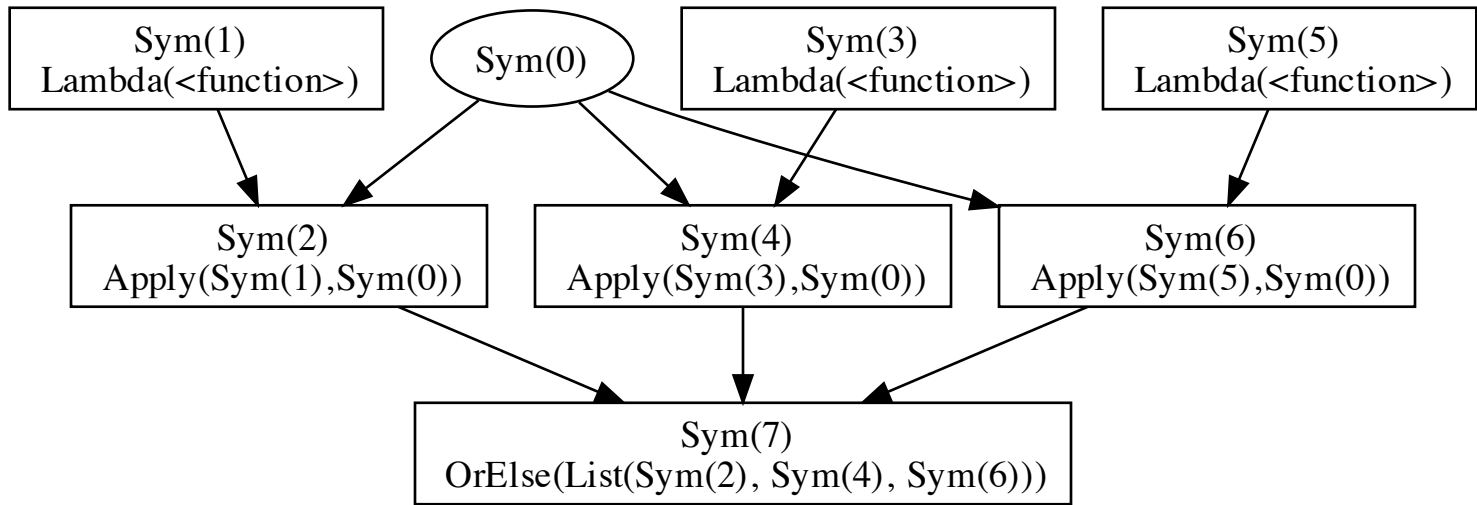 Sym(1)
Lambda(<function>)
Sym(0)
Sym(3)
Lambda(<function>)
Sym(5)
Lambda(<function>)
Sym(2)
Apply(Sym(1),Sym(0))
Sym(4)
Apply(Sym(3),Sym(0))
Sym(6)
Apply(Sym(5),Sym(0))
Sym(7)
OrElse(List(Sym(2), Sym(4), Sym(6)))